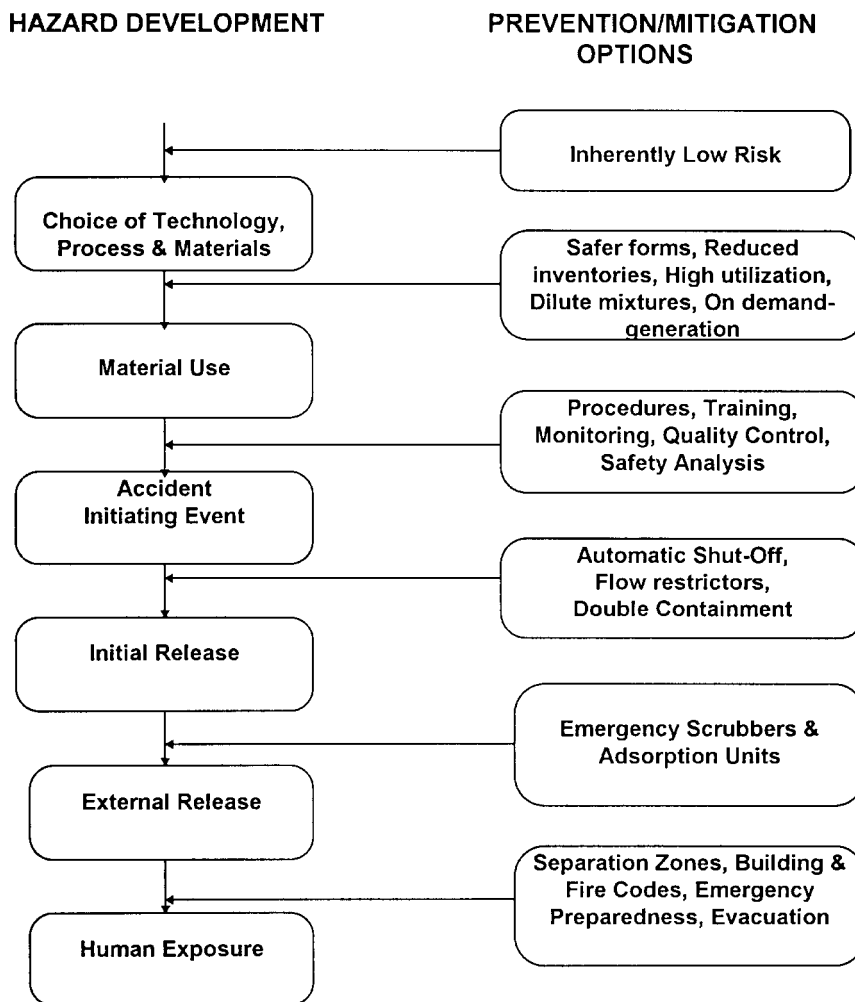 HAZARD DEVELOPMENT
PREVENTION/MITIGATION
OPTIONS
Inherently Low Risk
Choice of Technology,
Process & Materials
Safer forms, Reduced
inventories, High utilization,
Dilute mixtures, On demand-
generation
Material Use
Procedures, Training,
Monitoring, Quality Control,
Safety Analysis
Accident
Initiating Event
Automatic Shut-Off,
Flow restrictors,
Double Containment
Initial Release
Emergency Scrubbers &
Adsorption Units
External Release
Separation Zones, Building &
Fire Codes, Emergency
Preparedness, Evacuation
Human Exposure